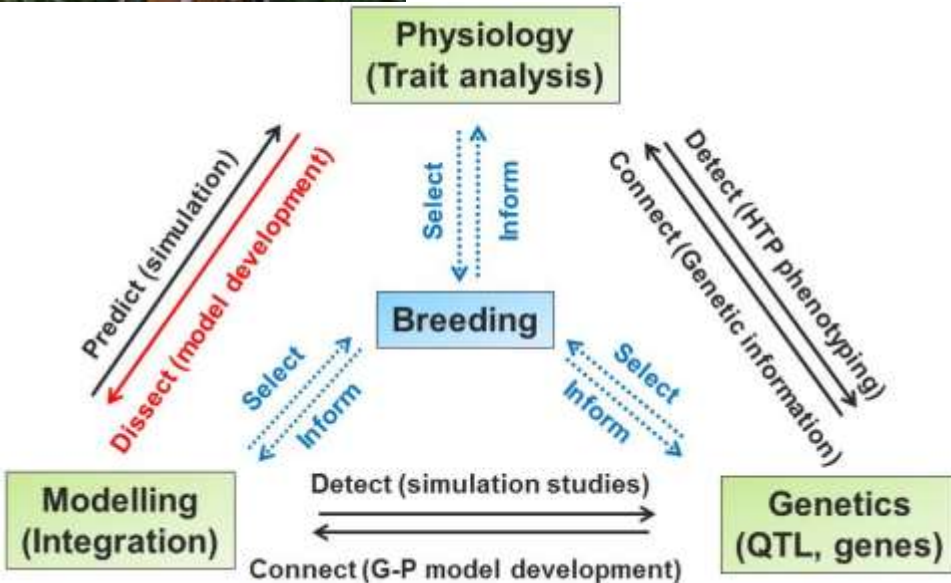 Physiology
(Trait analysis)
Predict (simulation)
Dissect (model development)
Select
Inform
Detect (HTP phenotyping)
Connect (Genetic information)
Breeding
Select
Inform
Select
Inform
Modelling
(Integration)
Detect (simulation studies)
Connect (G-P model development)
Genetics
(QTL, genes)